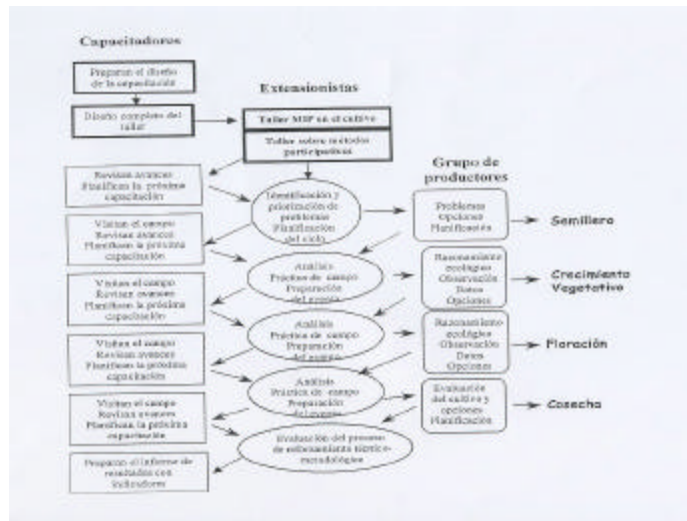 Capacitadores
Preparan el diseño
de la capacitación
Diseño completo del
taller
Extensionistas
Taller MIP en el cultivo
Taller sobre métodos
participativos
Grupo de
productores
Revisan avances
Planifican la próxima
capacitación
Identificación y
priorización de
problemas
Planificación
del ciclo
Problemas
Opciones
Planificación
Semillero
Visitan el campo
Revisan avances
Planifican la próxima
capacitación
Análisis
Práctica de campo
Preparación
del evento
Razonamiento
ecológico
Observación
Datos
Opciones
Crecimiento
Vegetativo
Visitan el campo
Revisan avances
Planifican la próxima
capacitación
Análisis
Práctica de campo
Preparación
del evento
Razonamiento
ecológico
Observación
Datos
Opciones
Floración
Visitan el campo
Revisan avances
Planifican la próxima
capacitación
Análisis
Práctica de campo
Preparación
del evento
Evaluación
del cultivo y
opciones
Planificación
Cosecha
Visitan el campo
Revisan avances
Planifican la próxima
capacitación
Evaluación del proceso
de entrenamiento técnico-
metodológico
Preparan el informe de
resultados con
indicadores